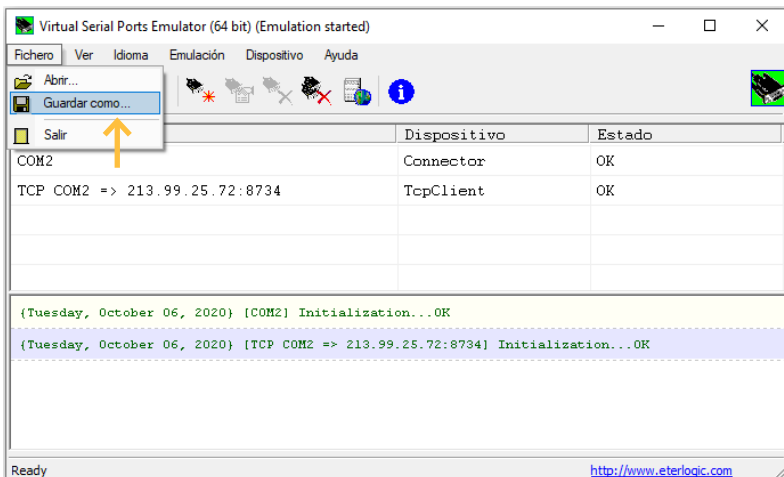 Virtual Serial Ports Emulator (64 bit) (Emulation started)
Fichero Ver Idioma Emulación Dispositivo Ayuda
Abrir...
Guardar como...
Salir
Dispositivo Estado
COM2 Connector OK
TCP COM2 => 213.99.25.72:8734 TcpClient OK
{Tuesday, October 06, 2020} [COM2] Initialization...OK
{Tuesday, October 06, 2020} [TCP COM2 => 213.99.25.72:8734] Initialization...OK
Ready http://www.eterlogic.com